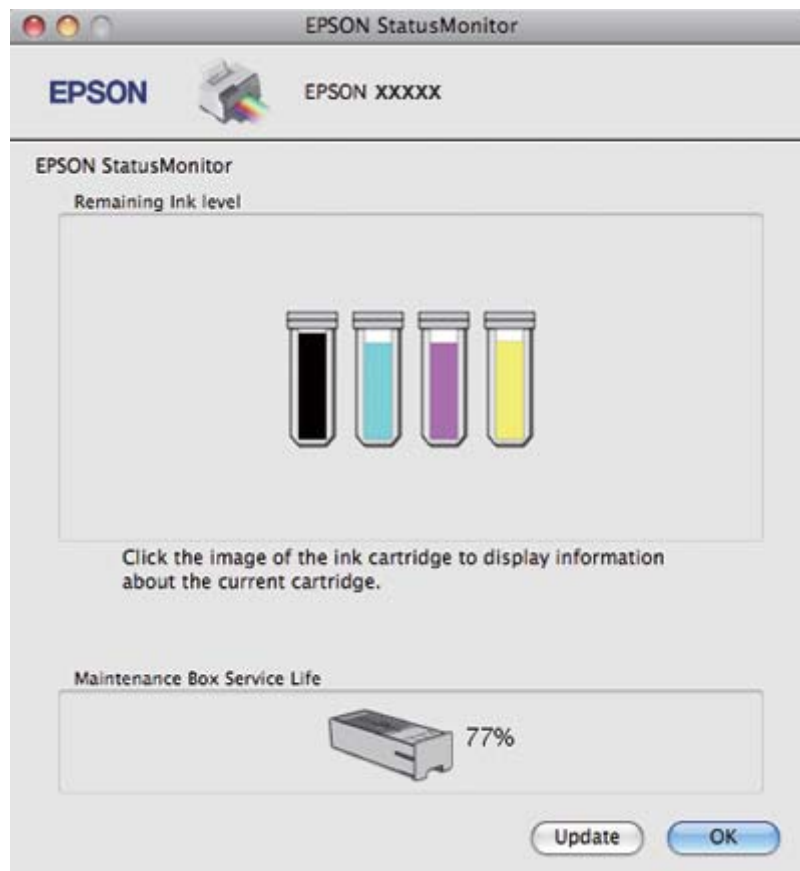 EPSON StatusMonitor
EPSON
EPSON XXXXX
EPSON StatusMonitor
Remaining Ink level
Click the image of the ink cartridge to display information
about the current cartridge.
Maintenance Box Service Life
77%
Update
OK